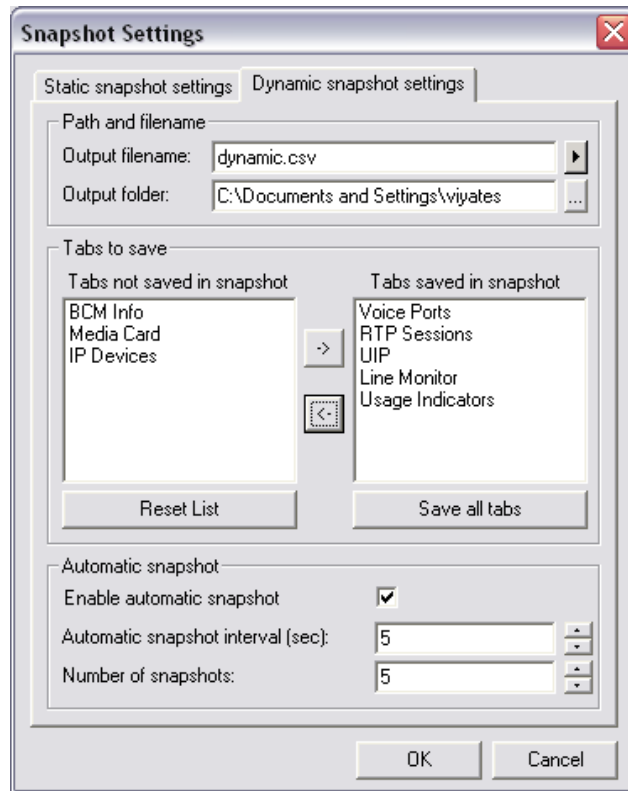 Snapshot Settings
Static snapshot settings
Dynamic snapshot settings
Path and filename
Output filename:
dynamic.csv
Output folder:
C:\Documents and Settings\viyates
...
Tabs to save
Tabs not saved in snapshot
BCM Info
Media Card
IP Devices
->
<-
Tabs saved in snapshot
Voice Ports
RTP Sessions
UIP
Line Monitor
Usage Indicators
Reset List
Save all tabs
Automatic snapshot
Enable automatic snapshot
Automatic snapshot interval (sec):
5
Number of snapshots:
5
OK
Cancel